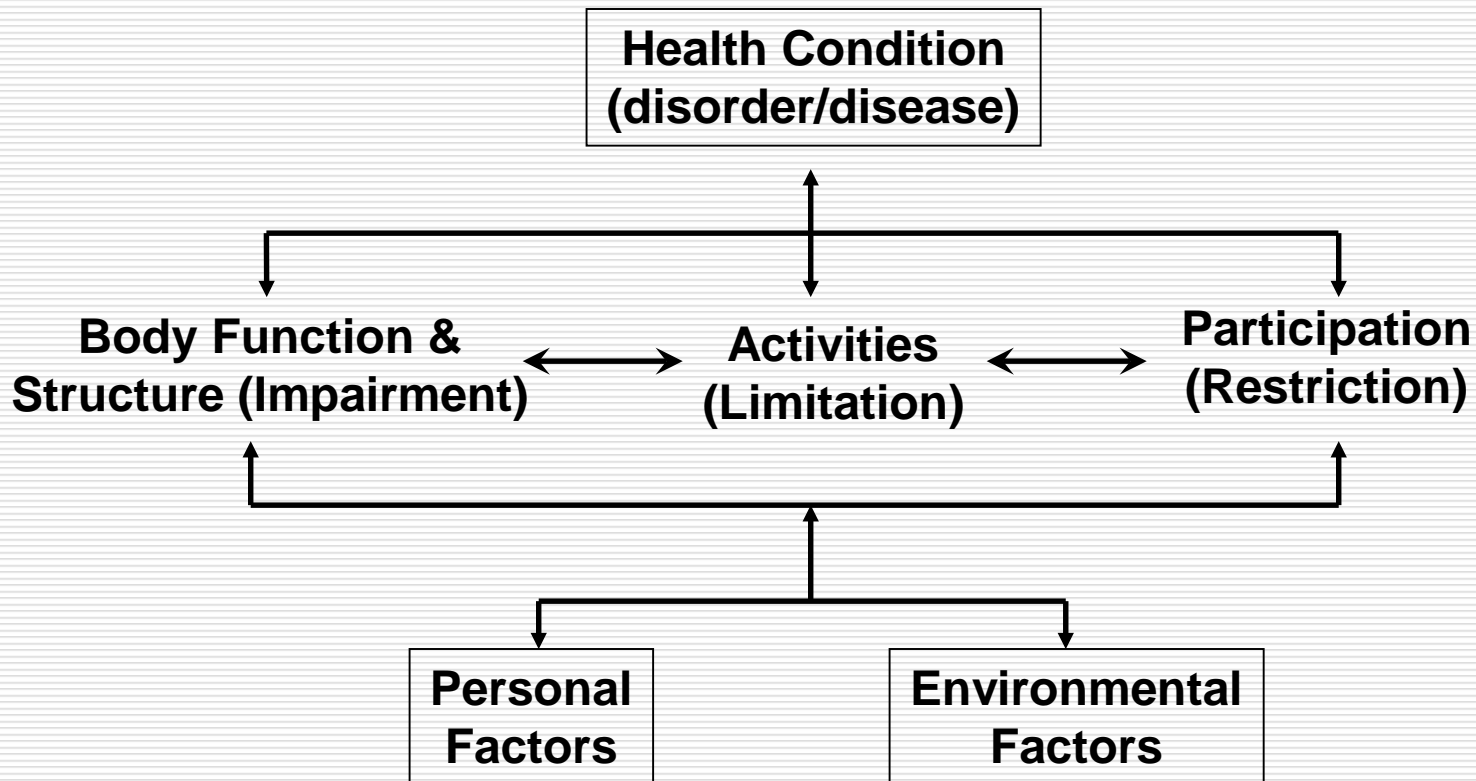 Health Condition
(disorder/disease)
Body Function &
Structure (Impairment)
Activities
(Limitation)
Participation
(Restriction)
Personal
Factors
Environmental
Factors